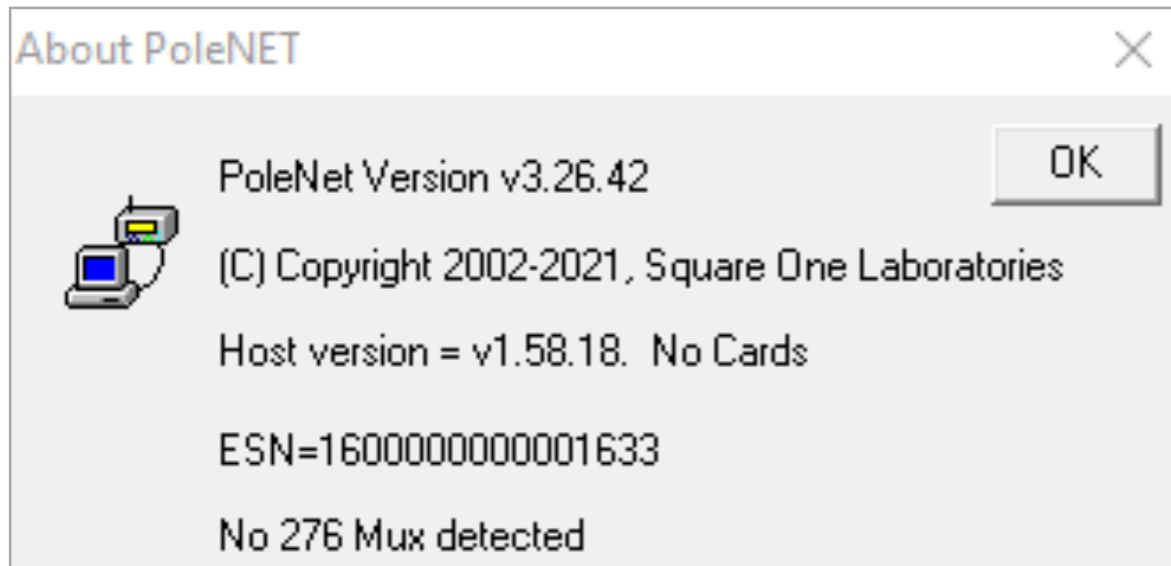 About PoleNET
OK
PoleNet Version v3.26.42
(C) Copyright 2002-2021, Square One Laboratories
Host version = v1.58.18.  No Cards
ESN=1600000000001633
No 276 Mux detected